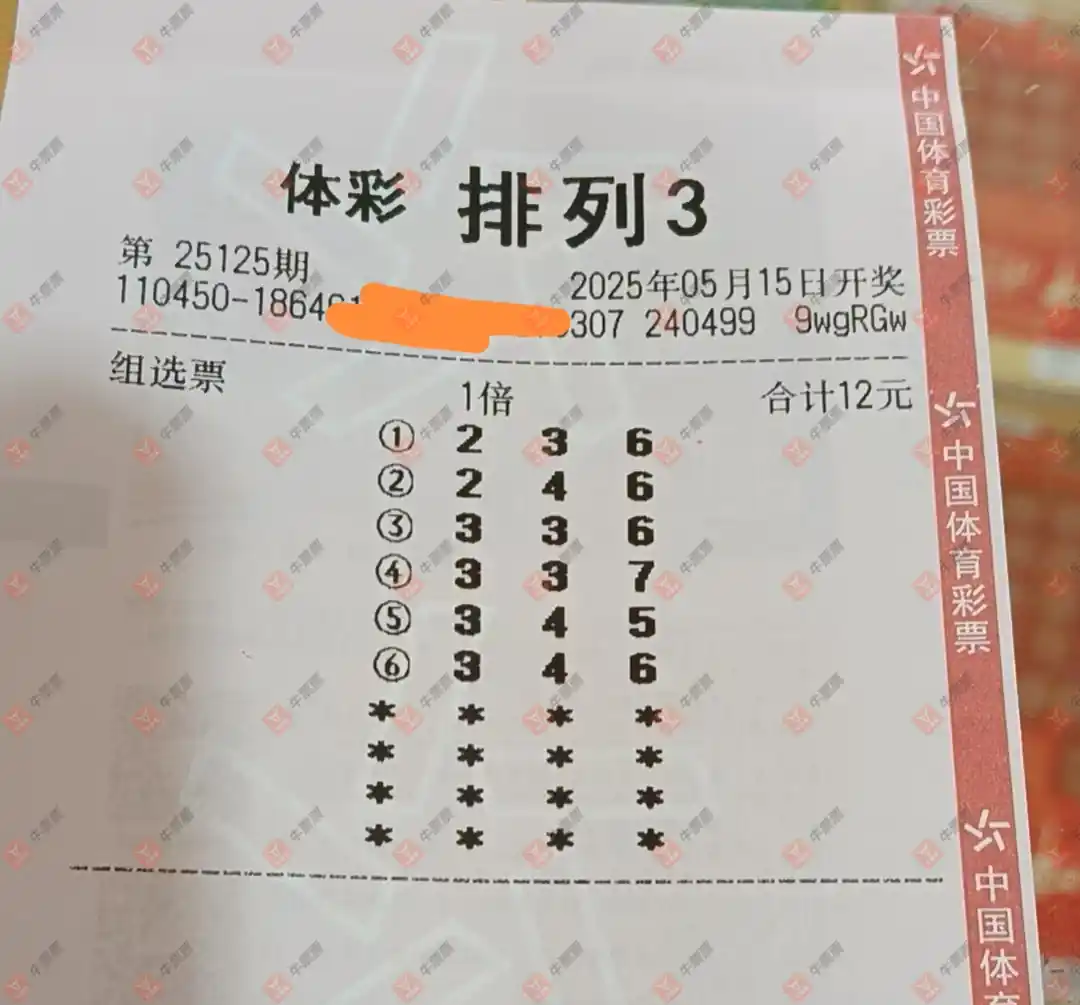 体彩 排列3
第 25125期
2025年05月15日开奖
110450-1864 307 240499 9wgRGw
组选票 1倍 合计12元
① 2 3 6
② 2 4 6
③ 3 3 6
④ 3 3 7
⑤ 3 4 5
⑥ 3 4 6
* * * *
* * * *
* * * *
* * * *
中国体育彩票
中国体育彩票
中国体育
牛票票